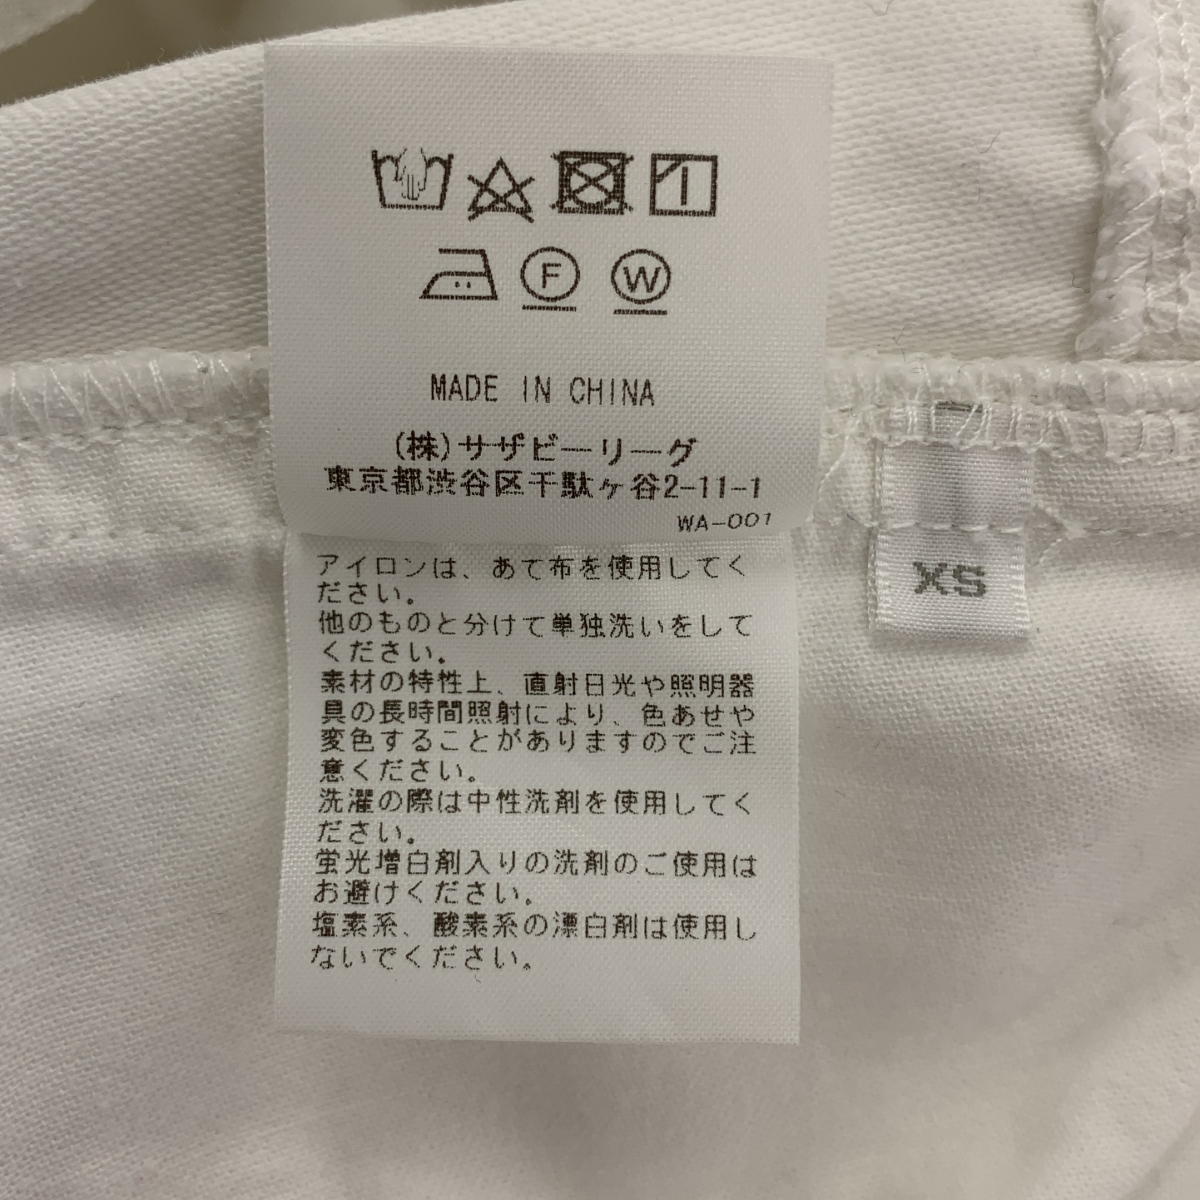 F W
MADE IN CHINA
(株)サザビーリーグ
東京都渋谷区千駄ヶ谷2-11-1
WA-001
アイロンは、あて布を使用してく
ださい。
他のものと分けて単独洗いをして
ください。
素材の特性上、直射日光や照明器
具の長時間照射により、色あせや
変色することがありますのでご注
意ください。
洗濯の際は中性洗剤を使用してく
ださい。
蛍光増白剤入りの洗剤のご使用は
お避けください。
塩素系、酸素系の漂白剤は使用し
ないでください。
XS